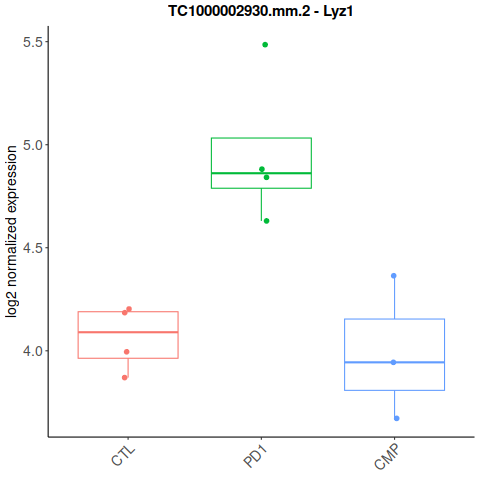 TC1000002930.mm.2 - Lyz1
log2 normalized expression
5.5
5.0
4.5
4.0
CTL
PD1
CMP